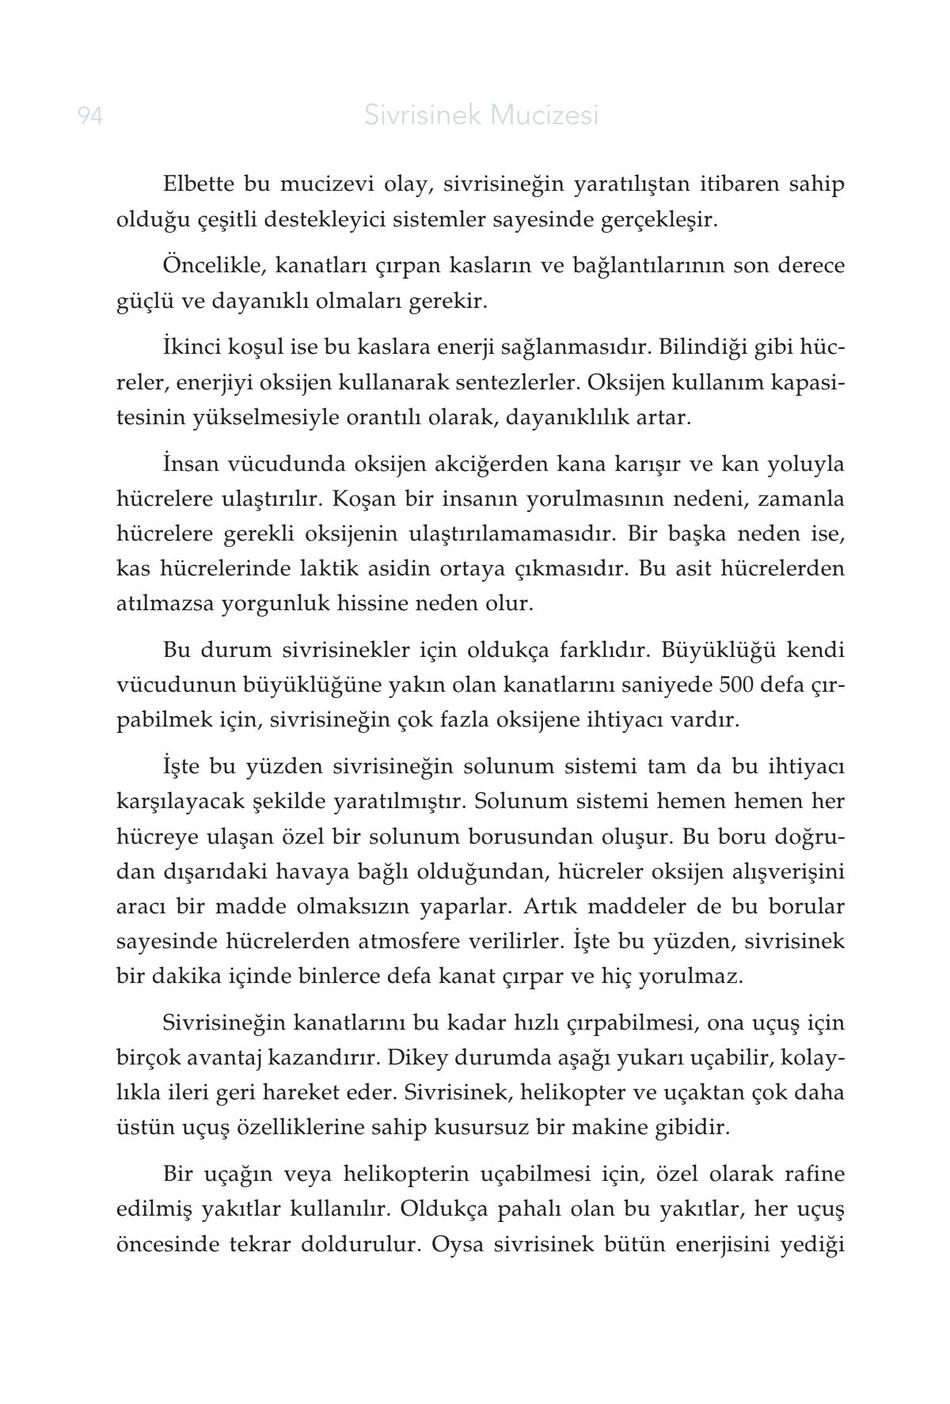 94
Sivrisinek Mucizesi
Elbette bu mucizevi olay, sivrisineğin yaratılıştan itibaren sahip
olduğu çeşitli destekleyici sistemler sayesinde gerçekleşir.
Öncelikle, kanatları çırpan kasların ve bağlantılarının son derece
güçlü ve dayanıklı olmaları gerekir.
İkinci koşul ise bu kaslara enerji sağlanmasıdır. Bilindiği gibi hüc-
reler, enerjiyi oksijen kullanarak sentezlerler. Oksijen kullanım kapasi-
tesinin yükselmesiyle orantılı olarak, dayanıklılık artar.
İnsan vücudunda oksijen akciğerden kana karışır ve kan yoluyla
hücrelere ulaştırılır. Koşan bir insanın yorulmasının nedeni, zamanla
hücrelere gerekli oksijenin ulaştırılamamasıdır. Bir başka neden ise,
kas hücrelerinde laktik asidin ortaya çıkmasıdır. Bu asit hücrelerden
atılmazsa yorgunluk hissine neden olur.
Bu durum sivrisinekler için oldukça farklıdır. Büyüklüğü kendi
vücudunun büyüklüğüne yakın olan kanatlarını saniyede 500 defa çır-
pabilmek için, sivrisineğin çok fazla oksijene ihtiyacı vardır.
İşte bu yüzden sivrisineğin solunum sistemi tam da bu ihtiyacı
karşılayacak şekilde yaratılmıştır. Solunum sistemi hemen hemen her
hücreye ulaşan özel bir solunum borusundan oluşur. Bu boru doğru-
dan dışarıdaki havaya bağlı olduğundan, hücreler oksijen alışverişini
aracı bir madde olmaksızın yaparlar. Artık maddeler de bu borular
sayesinde hücrelerden atmosfere verilirler. İşte bu yüzden, sivrisinek
bir dakika içinde binlerce defa kanat çırpar ve hiç yorulmaz.
Sivrisineğin kanatlarını bu kadar hızlı çırpabilmesi, ona uçuş için
birçok avantaj kazandırır. Dikey durumda aşağı yukarı uçabilir, kolay-
lıkla ileri geri hareket eder. Sivrisinek, helikopter ve uçaktan çok daha
üstün uçuş özelliklerine sahip kusursuz bir makine gibidir.
Bir uçağın veya helikopterin uçabilmesi için, özel olarak rafine
edilmiş yakıtlar kullanılır. Oldukça pahalı olan bu yakıtlar, her uçuş
öncesinde tekrar doldurulur. Oysa sivrisinek bütün enerjisini yediği